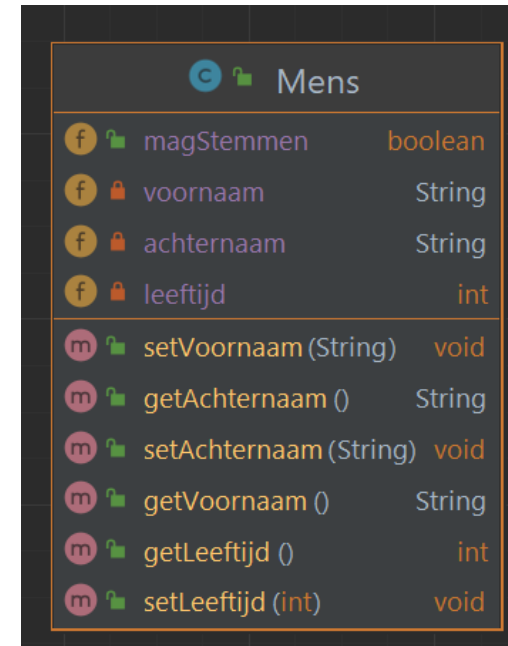 C Mens
f magStemmen boolean
f voornaam String
f achternaam String
f leeftijd int
m setVoornaam (String) void
m getAchternaam () String
m setAchternaam (String) void
m getVoornaam () String
m getLeeftijd () int
m setLeeftijd (int) void